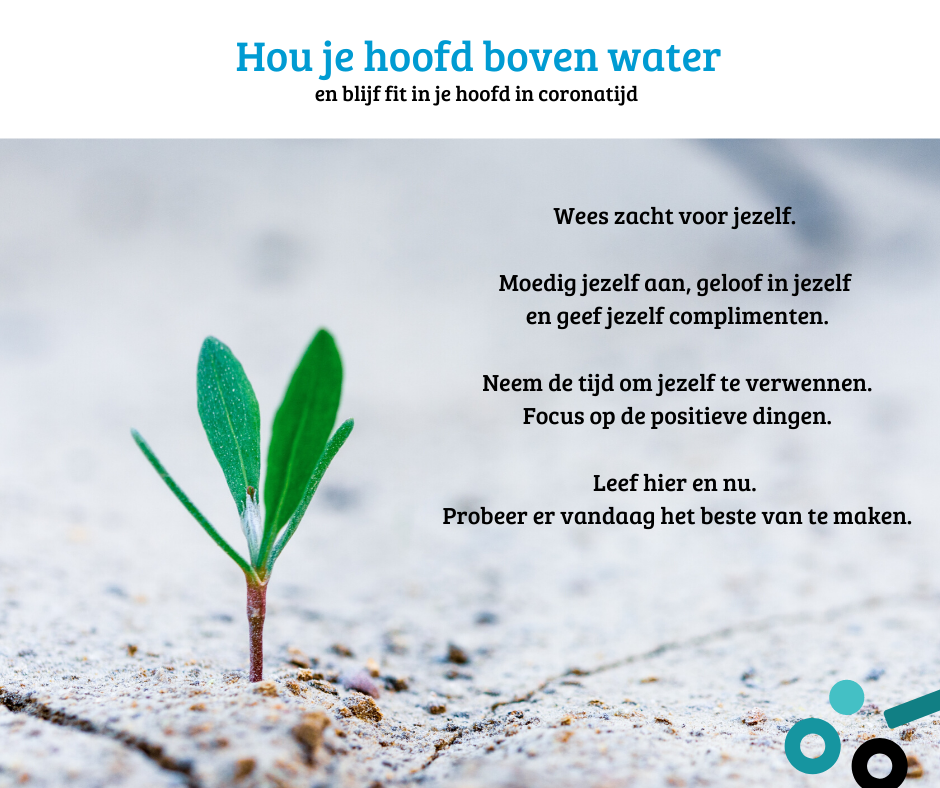 Hou je hoofd boven water
en blijf fit in je hoofd in coronatijd
Wees zacht voor jezelf.
Moedig jezelf aan, geloof in jezelf
en geef jezelf complimenten.
Neem de tijd om jezelf te verwennen.
Focus op de positieve dingen.
Leef hier en nu.
Probeer er vandaag het beste van te maken.